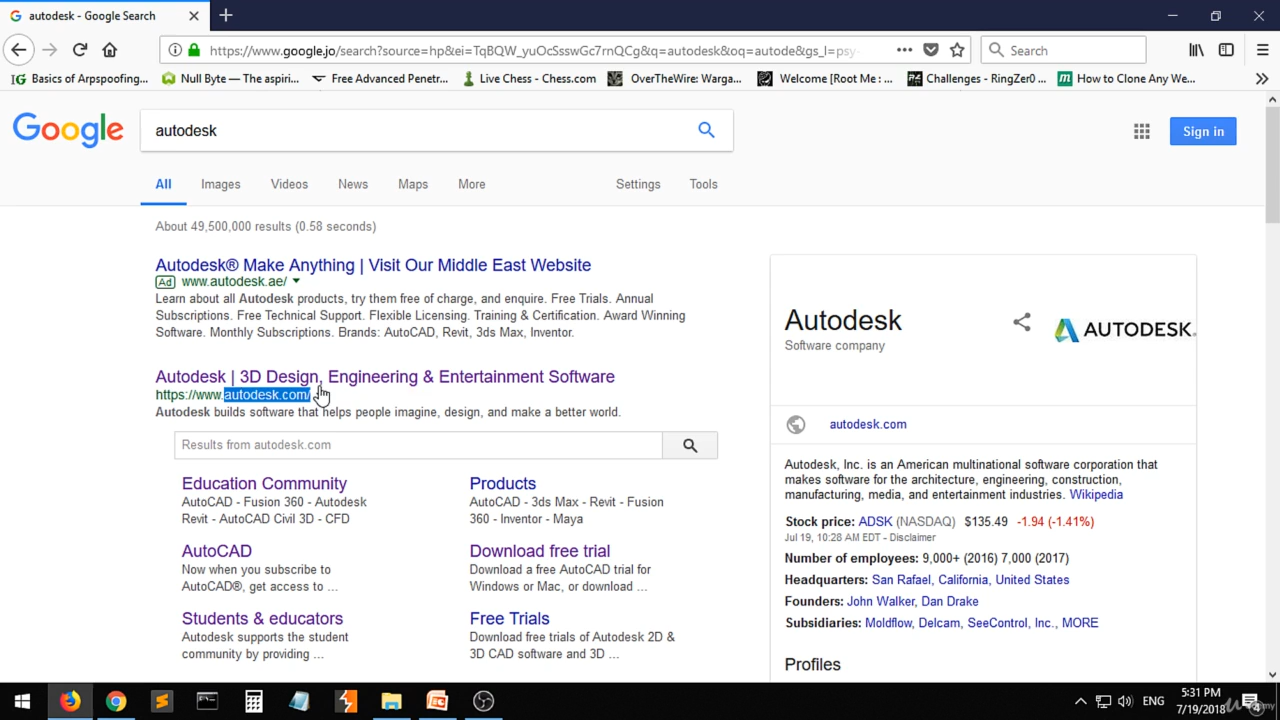 autodesk - Google Search
https://www.google.jo/search?source=hp&ei=TqBQW_yuOcSsswGc7rnQCg&q=autodesk&oq=autode&gs_l=psy-
Search
Basics of Arpspoofing...
Null Byte — The aspiri...
Free Advanced Penetr...
Live Chess - Chess.com
OverTheWire: Warga...
Welcome [Root Me : ...
Challenges - RingZer0 ...
How to Clone Any We...
Google
autodesk
Sign in
All Images Videos News Maps More Settings Tools
About 49,500,000 results (0.58 seconds)
Autodesk® Make Anything | Visit Our Middle East Website
Ad www.autodesk.ae/
Learn about all Autodesk products, try them free of charge, and enquire. Free Trials. Annual
Subscriptions. Free Technical Support. Flexible Licensing. Training & Certification. Award Winning
Software. Monthly Subscriptions. Brands: AutoCAD, Revit, 3ds Max, Inventor.
Autodesk | 3D Design, Engineering & Entertainment Software
https://www.autodesk.com/
Autodesk builds software that helps people imagine, design, and make a better world.
Results from autodesk.com
Education Community
AutoCAD - Fusion 360 - Autodesk
Revit - AutoCAD Civil 3D - CFD
Products
AutoCAD - 3ds Max - Revit - Fusion
360 - Inventor - Maya
AutoCAD
Now when you subscribe to
AutoCAD®, get access to ...
Download free trial
Download a free AutoCAD trial for
Windows or Mac, or download ...
Students & educators
Autodesk supports the student
community by providing ...
Free Trials
Download free trials of Autodesk 2D &
3D CAD software and 3D ...
Autodesk
Software company
AUTODESK.
autodesk.com
Autodesk, Inc. is an American multinational software corporation that
makes software for the architecture, engineering, construction,
manufacturing, media, and entertainment industries. Wikipedia
Stock price: ADSK (NASDAQ) $135.49 -1.94 (-1.41%)
Jul 19, 10:28 AM EDT - Disclaimer
Number of employees: 9,000+ (2016) 7,000 (2017)
Headquarters: San Rafael, California, United States
Founders: John Walker, Dan Drake
Subsidiaries: Moldflow, Delcam, SeeControl, Inc., MORE
Profiles
ENG
5:31 PM
7/19/2018
4